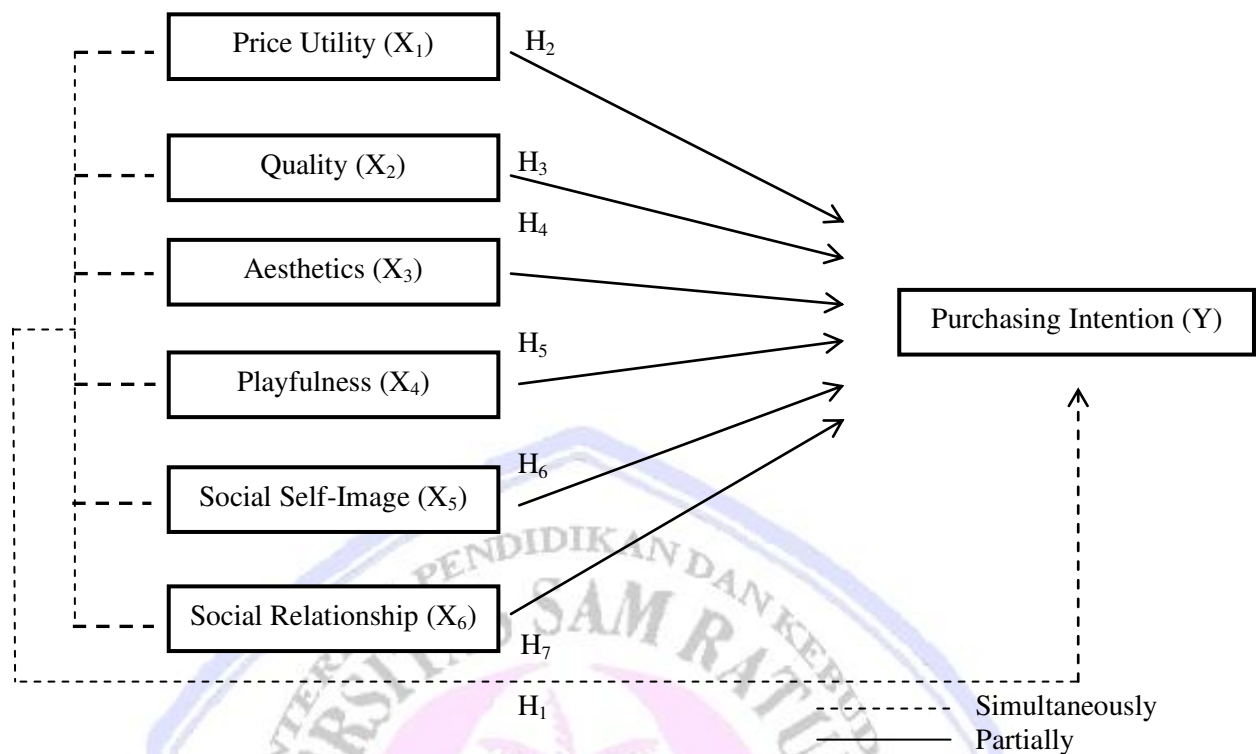 Price Utility (X₁)
H₂
Quality (X₂)
H₃
H₄
Aesthetics (X₃)
Purchasing Intention (Y)
H₅
Playfulness (X₄)
H₆
Social Self-Image (X₅)
PENDIDIKAN DAN KEBUD
SAM RATU
Social Relationship (X₆)
H₇
H₁
Simultaneously
Partially